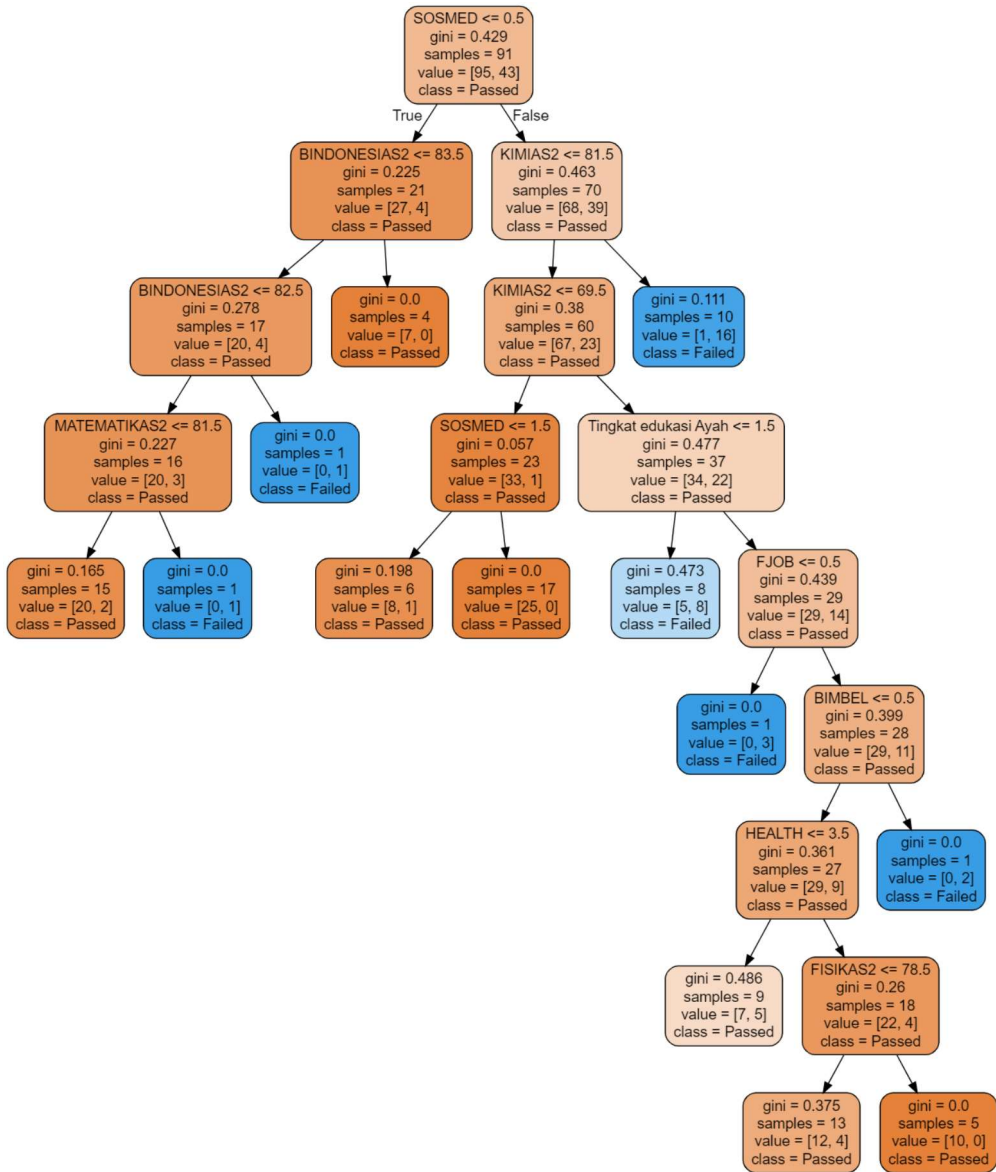 SOSMED <= 0.5
gini = 0.429
samples = 91
value = [95, 43]
class = Passed
True
False
BINDONESIAS2 <= 83.5
gini = 0.225
samples = 21
value = [27, 4]
class = Passed
KIMIAS2 <= 81.5
gini = 0.463
samples = 70
value = [68, 39]
class = Passed
BINDONESIAS2 <= 82.5
gini = 0.278
samples = 17
value = [20, 4]
class = Passed
gini = 0.0
samples = 4
value = [7, 0]
class = Passed
KIMIAS2 <= 69.5
gini = 0.38
samples = 60
value = [67, 23]
class = Passed
gini = 0.111
samples = 10
value = [1, 16]
class = Failed
MATEMATIKAS2 <= 81.5
gini = 0.227
samples = 16
value = [20, 3]
class = Passed
gini = 0.0
samples = 1
value = [0, 1]
class = Failed
SOSMED <= 1.5
gini = 0.057
samples = 23
value = [33, 1]
class = Passed
Tingkat edukasi Ayah <= 1.5
gini = 0.477
samples = 37
value = [34, 22]
class = Passed
gini = 0.165
samples = 15
value = [20, 2]
class = Passed
gini = 0.0
samples = 1
value = [0, 1]
class = Failed
gini = 0.198
samples = 6
value = [8, 1]
class = Passed
gini = 0.0
samples = 17
value = [25, 0]
class = Passed
gini = 0.473
samples = 8
value = [5, 8]
class = Failed
FJOB <= 0.5
gini = 0.439
samples = 29
value = [29, 14]
class = Passed
gini = 0.0
samples = 1
value = [0, 3]
class = Failed
BIMBEL <= 0.5
gini = 0.399
samples = 28
value = [29, 11]
class = Passed
HEALTH <= 3.5
gini = 0.361
samples = 27
value = [29, 9]
class = Passed
gini = 0.0
samples = 1
value = [0, 2]
class = Failed
gini = 0.486
samples = 9
value = [7, 5]
class = Passed
FISIKAS2 <= 78.5
gini = 0.26
samples = 18
value = [22, 4]
class = Passed
gini = 0.375
samples = 13
value = [12, 4]
class = Passed
gini = 0.0
samples = 5
value = [10, 0]
class = Passed